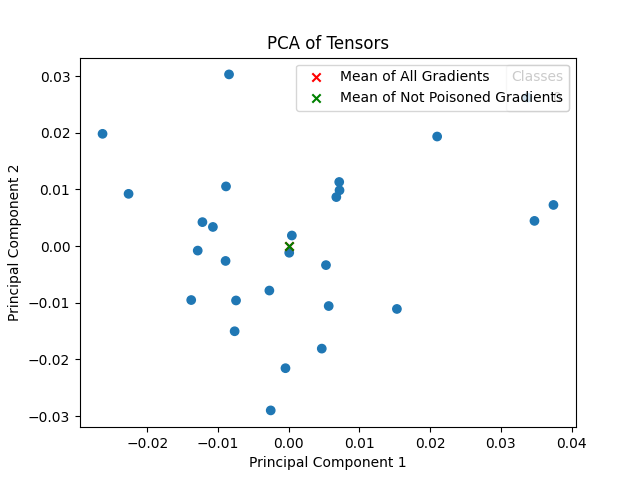 PCA of Tensors
Mean of All Gradients
Mean of Not Poisoned Gradients
Classes
0.03
0.02
0.01
0.00
−0.01
−0.02
−0.03
Principal Component 2
−0.02
−0.01
0.00
0.01
0.02
0.03
0.04
Principal Component 1